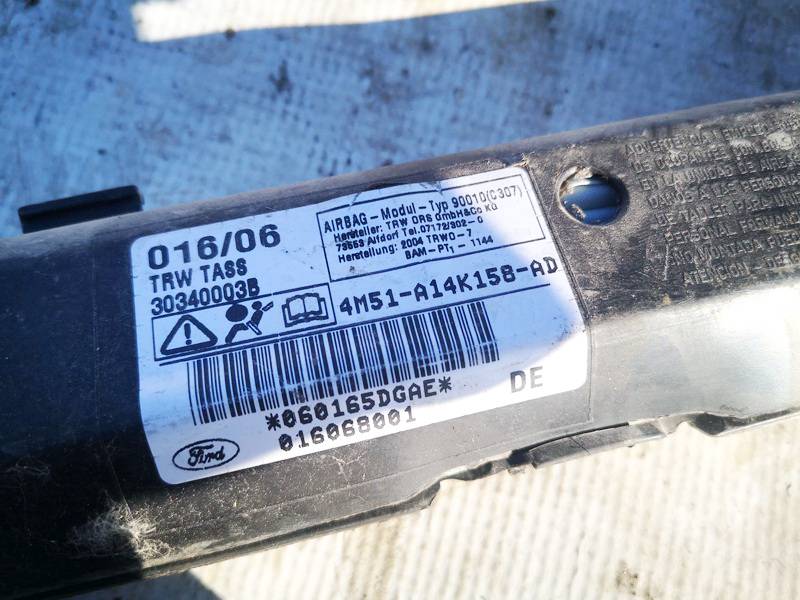 016/06
TRW TASS
30340003B
AIRBAG - Modul - Typ 90010(C307)
Hersteller: TRW ORS GmbH&Co KG
73553 Alfdorf Tel.07172/302-0
Herstellung: 2004 TRWO-7
BAM-PT₁-1144
4M51-A14K158-AD
*060165DGAE*
DE
016068001
Ford